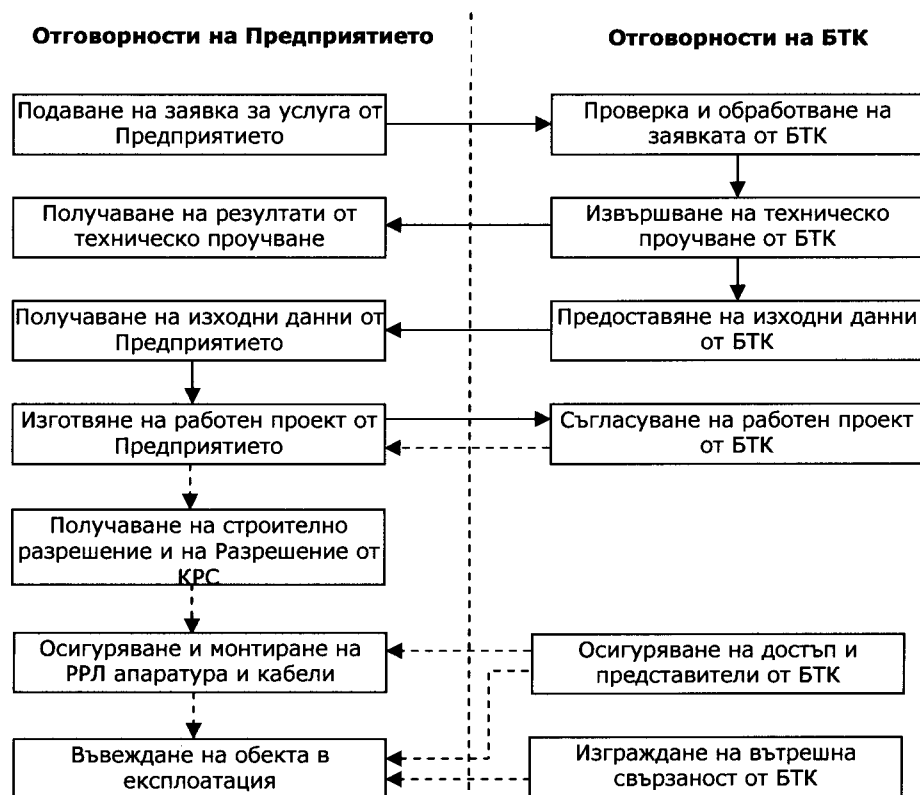 Отговорности на Предприятието
Отговорности на БТК
Подаване на заявка за услуга от
Предприятието
Проверка и обработване на
заявката от БТК
Получаване на резултати от
техническо проучване
Извършване на техническо
проучване от БТК
Получаване на изходни данни от
Предприятието
Предоставяне на изходни данни
от БТК
Изготвяне на работен проект от
Предприятието
Съгласуване на работен проект
от БТК
Получаване на строително
разрешение и на Разрешение от
КРС
Осигуряване и монтиране на
РРЛ апаратура и кабели
Осигуряване на достъп и
представители от БТК
Въвеждане на обекта в
експлоатация
Изграждане на вътрешна
свързаност от БТК